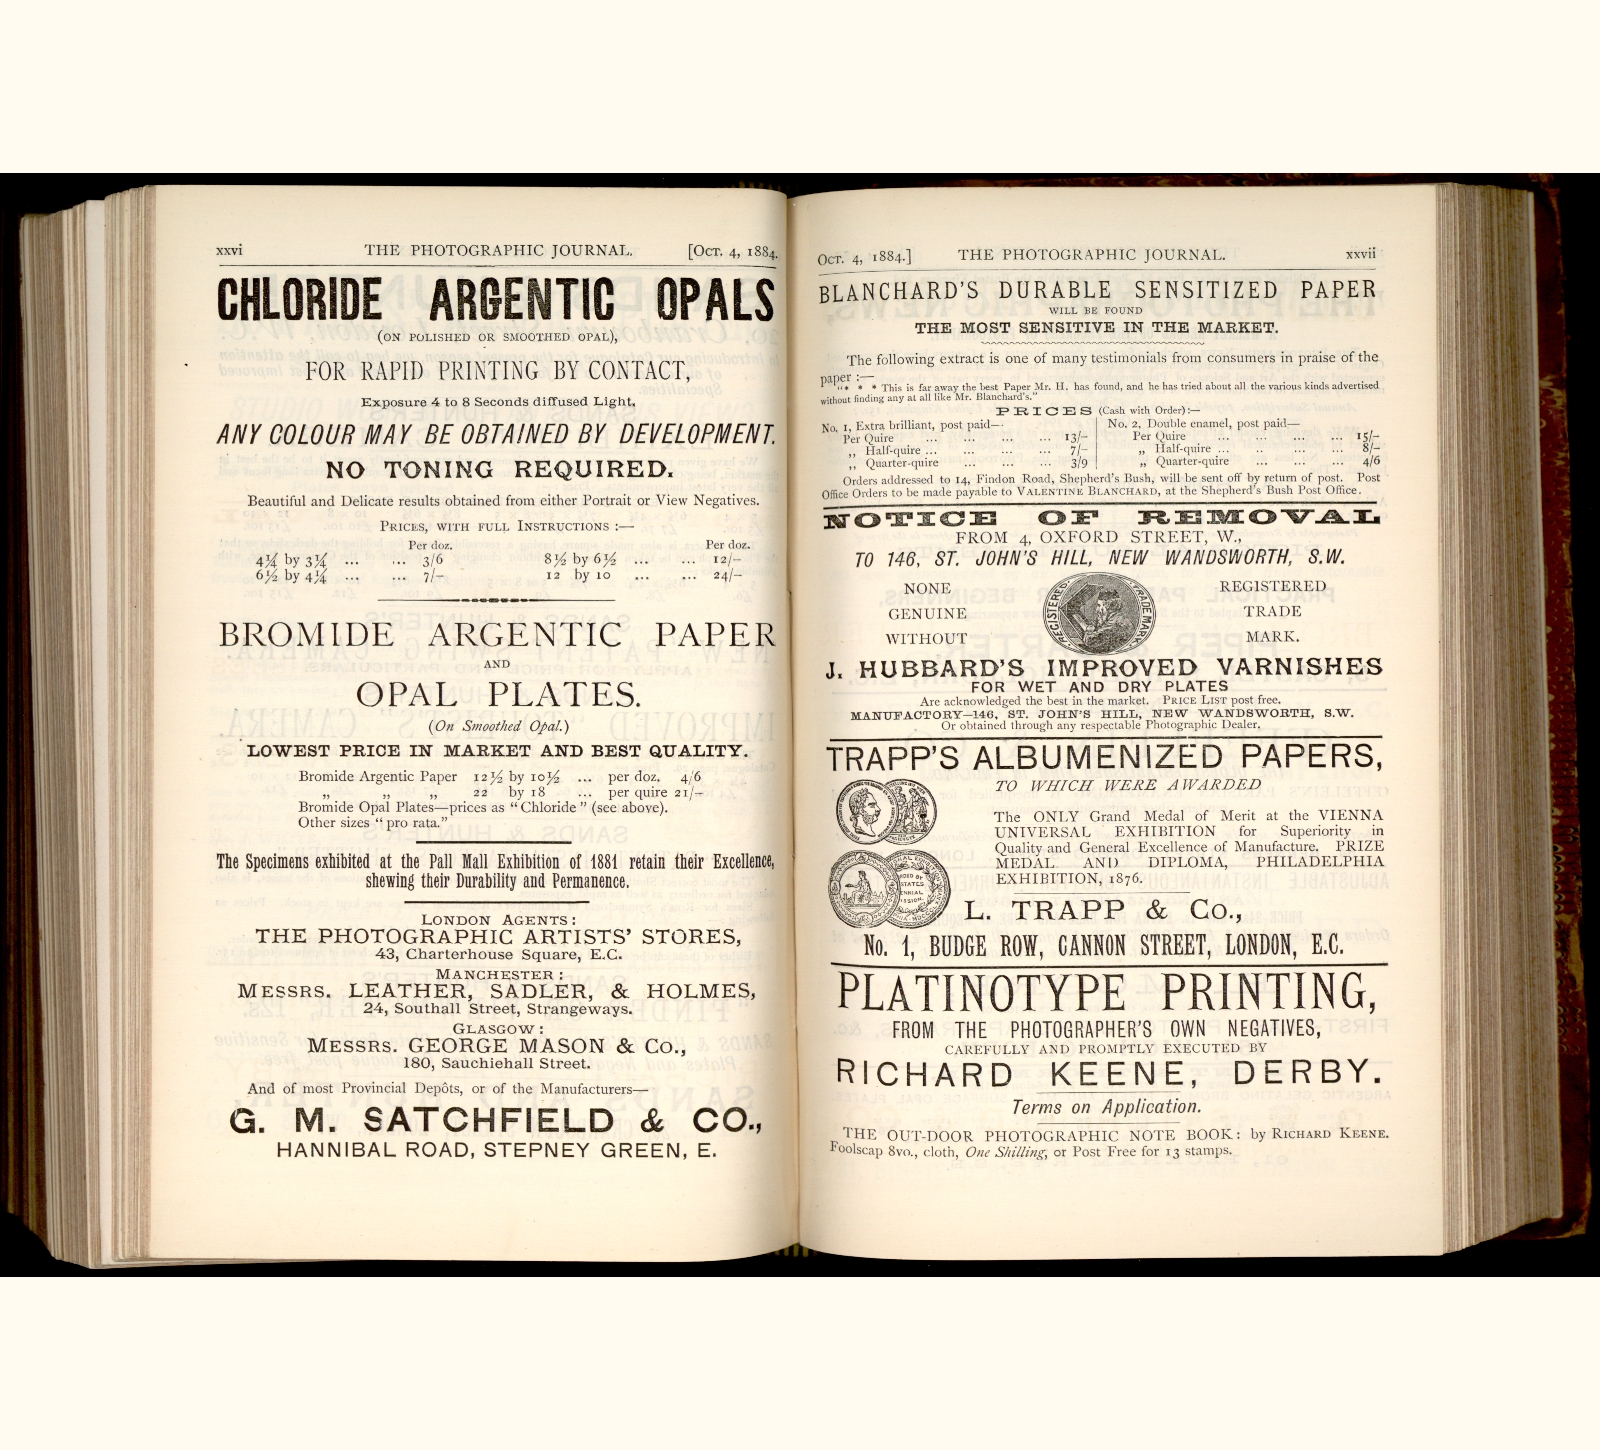 xxvi THE PHOTOGRAPHIC JOURNAL. [Oct. 4, 1884.
CHLORIDE ARGENTIC OPALS
(ON POLISHED OR SMOOTHED OPAL),
FOR RAPID PRINTING BY CONTACT,
Exposure 4 to 8 Seconds diffused Light,
ANY COLOUR MAY BE OBTAINED BY DEVELOPMENT.
NO TONING REQUIRED.
Beautiful and Delicate results obtained from either Portrait or View Negatives.
Prices, with full Instructions :—
Per doz. Per doz.
4¼ by 3¼ ... ... 3/6 8½ by 6½ ... ... 12/–
6½ by 4¼ ... ... 7/– 12 by 10 ... ... 24/–
BROMIDE ARGENTIC PAPER
AND
OPAL PLATES.
(On Smoothed Opal.)
LOWEST PRICE IN MARKET AND BEST QUALITY.
Bromide Argentic Paper 12½ by 10½ ... per doz. 4/6
„ „ „ 22 by 18 ... per quire 21/–
Bromide Opal Plates—prices as “Chloride” (see above).
Other sizes “pro rata.”
The Specimens exhibited at the Pall Mall Exhibition of 1881 retain their Excellence,
shewing their Durability and Permanence.
London Agents:
THE PHOTOGRAPHIC ARTISTS’ STORES,
43, Charterhouse Square, E.C.
Manchester:
Messrs. LEATHER, SADLER, & HOLMES,
24, Southall Street, Strangeways.
Glasgow:
Messrs. GEORGE MASON & Co.,
180, Sauchiehall Street.
And of most Provincial Depôts, or of the Manufacturers—
G. M. SATCHFIELD & CO.,
HANNIBAL ROAD, STEPNEY GREEN, E.
Oct. 4, 1884.] THE PHOTOGRAPHIC JOURNAL. xxvii
BLANCHARD’S DURABLE SENSITIZED PAPER
WILL BE FOUND
THE MOST SENSITIVE IN THE MARKET.
The following extract is one of many testimonials from consumers in praise of the
paper :—
“* * * This is far away the best Paper Mr. H. has found, and he has tried about all the various kinds advertised
without finding any at all like Mr. Blanchard’s.”
PRICES (Cash with Order):—
No. 1, Extra brilliant, post paid— No. 2, Double enamel, post paid—
Per Quire ... ... ... ... 13/– Per Quire ... ... ... ... 15/–
„ Half-quire ... ... ... ... 7/– „ Half-quire ... .. ... ... 8/–
„ Quarter-quire ... ... ... 3/9 „ Quarter-quire ... ... ... 4/6
Orders addressed to 14, Findon Road, Shepherd’s Bush, will be sent off by return of post. Post
Office Orders to be made payable to Valentine Blanchard, at the Shepherd’s Bush Post Office.
NOTICE OF REMOVAL
FROM 4, OXFORD STREET, W.,
TO 146, ST. JOHN’S HILL, NEW WANDSWORTH, S.W.
NONE REGISTERED
GENUINE TRADE
WITHOUT MARK.
REGISTERED TRADE MARK
J. HUBBARD’S IMPROVED VARNISHES
FOR WET AND DRY PLATES
Are acknowledged the best in the market. Price List post free.
MANUFACTORY—146, ST. JOHN’S HILL, NEW WANDSWORTH, S.W.
Or obtained through any respectable Photographic Dealer.
TRAPP’S ALBUMENIZED PAPERS,
TO WHICH WERE AWARDED
The ONLY Grand Medal of Merit at the VIENNA
UNIVERSAL EXHIBITION for Superiority in
Quality and General Excellence of Manufacture. PRIZE
MEDAL AND DIPLOMA, PHILADELPHIA
EXHIBITION, 1876.
L. TRAPP & Co.,
No. 1, BUDGE ROW, CANNON STREET, LONDON, E.C.
PLATINOTYPE PRINTING,
FROM THE PHOTOGRAPHER’S OWN NEGATIVES,
CAREFULLY AND PROMPTLY EXECUTED BY
RICHARD KEENE, DERBY.
Terms on Application.
THE OUT-DOOR PHOTOGRAPHIC NOTE BOOK: by Richard Keene.
Foolscap 8vo., cloth, One Shilling, or Post Free for 13 stamps.